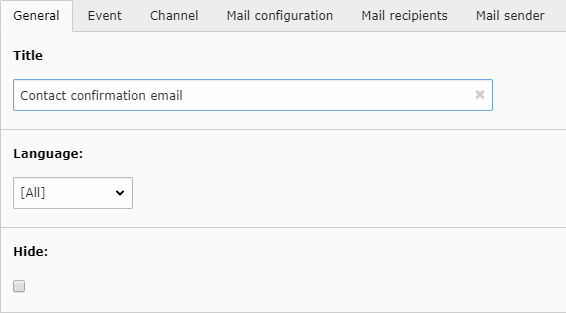 General Event Channel Mail configuration Mail recipients Mail sender
Title
Contact confirmation email
Language:
[All]
Hide: